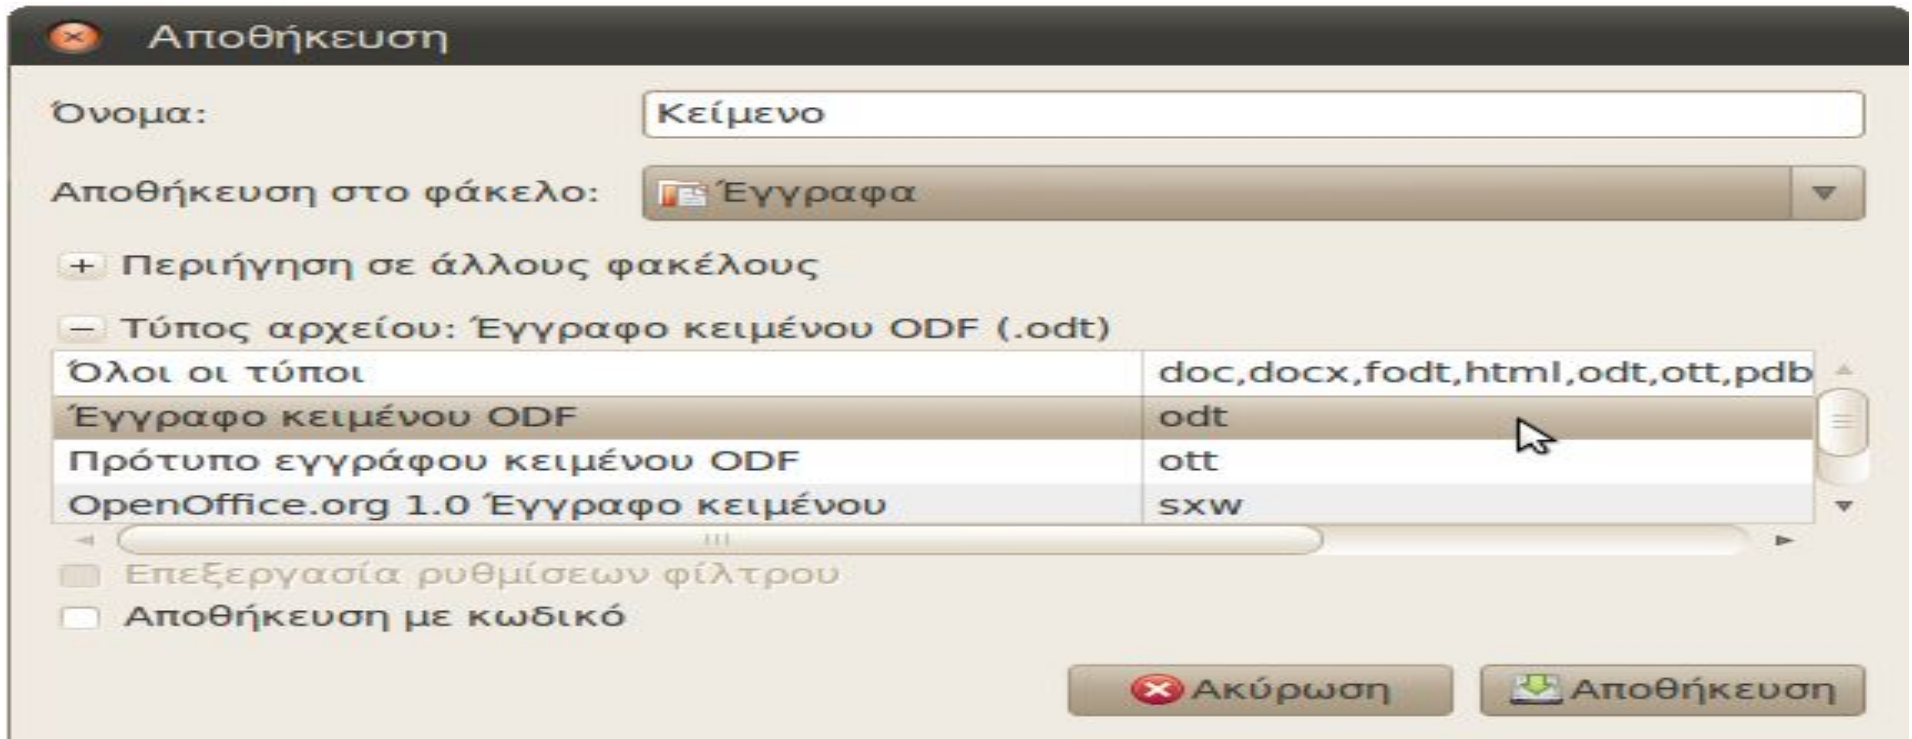 Αποθήκευση
Όνομα: Κείμενο
Αποθήκευση στο φάκελο: Έγγραφα
+ Περιήγηση σε άλλους φακέλους
− Τύπος αρχείου: Έγγραφο κειμένου ODF (.odt)
Όλοι οι τύποι doc,docx,fodt,html,odt,ott,pdb
Έγγραφο κειμένου ODF odt
Πρότυπο εγγράφου κειμένου ODF ott
OpenOffice.org 1.0 Έγγραφο κειμένου sxw
Επεξεργασία ρυθμίσεων φίλτρου
Αποθήκευση με κωδικό
Ακύρωση Αποθήκευση